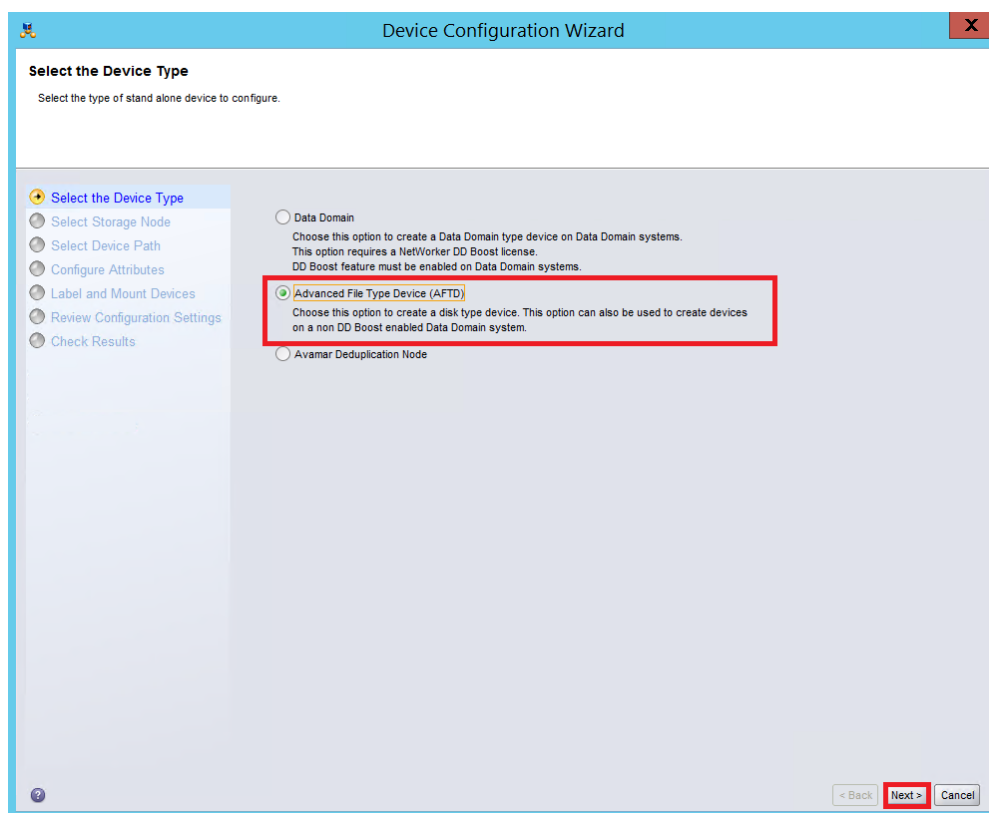 Device Configuration Wizard
X
Select the Device Type
Select the type of stand alone device to configure.
Select the Device Type
Select Storage Node
Select Device Path
Configure Attributes
Label and Mount Devices
Review Configuration Settings
Check Results
Data Domain
Choose this option to create a Data Domain type device on Data Domain systems.
This option requires a NetWorker DD Boost license.
DD Boost feature must be enabled on Data Domain systems.
Advanced File Type Device (AFTD)
Choose this option to create a disk type device. This option can also be used to create devices
on a non DD Boost enabled Data Domain system.
Avamar Deduplication Node
?
< Back Next > Cancel